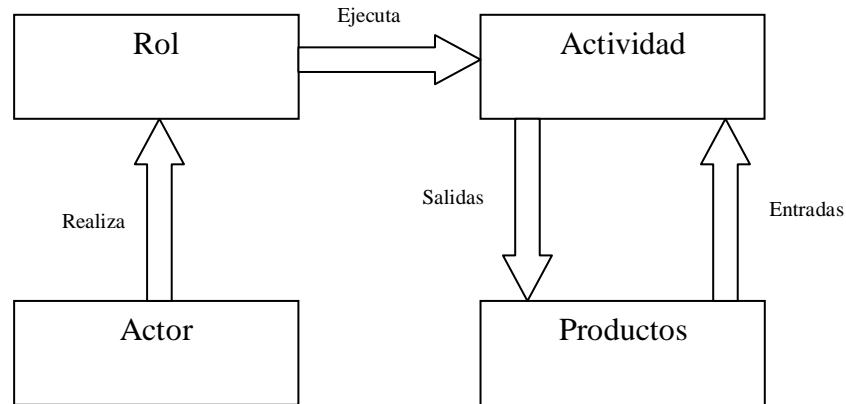 Ejecuta
Rol
Actividad
Realiza
Salidas
Entradas
Actor
Productos